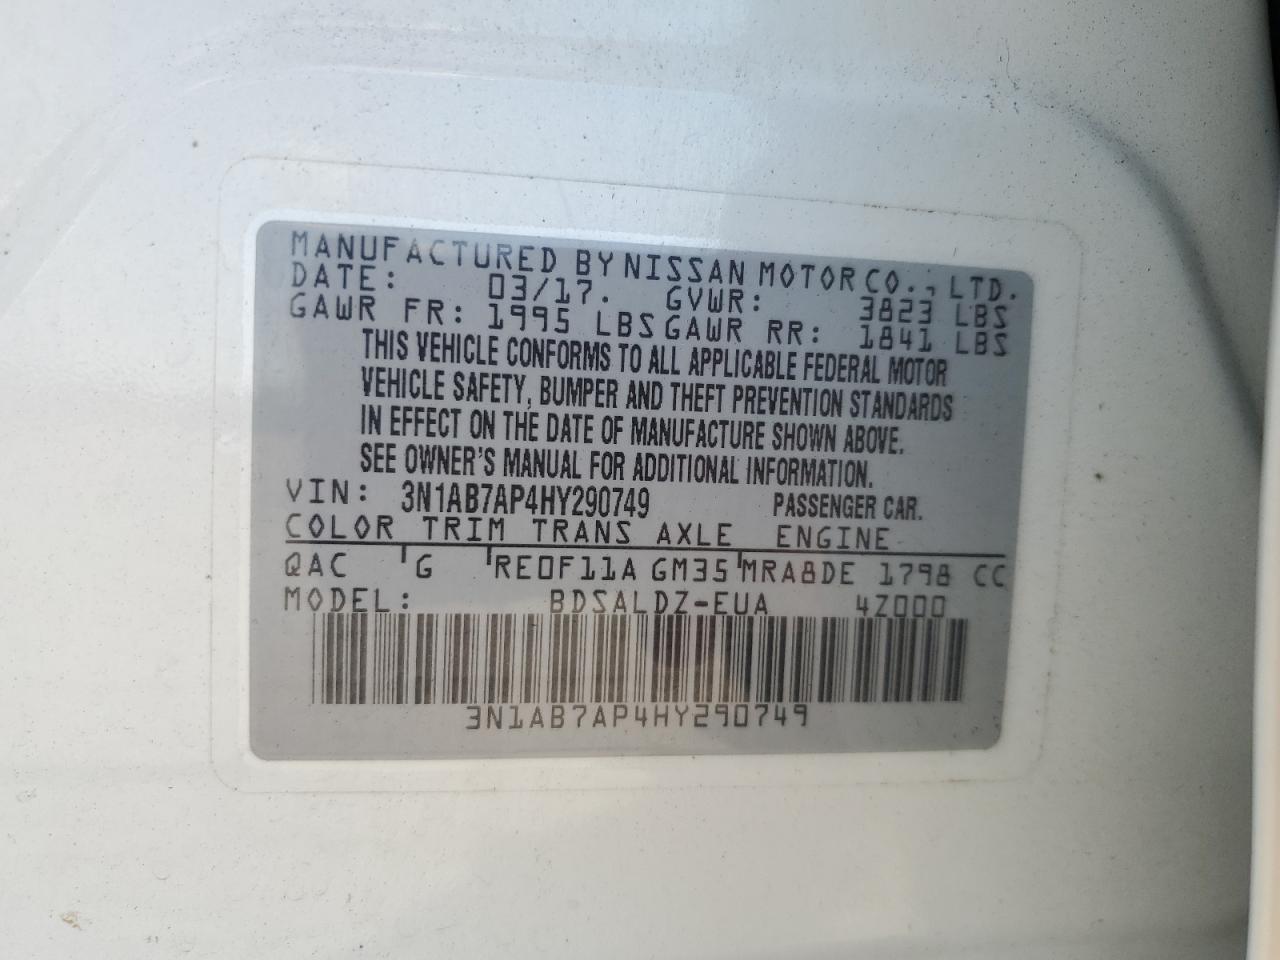 MANUFACTURED BY NISSAN MOTOR CO., LTD.
DATE: 03/17. GVWR: 3823 LBS
GAWR FR: 1995 LBS GAWR RR: 1841 LBS
THIS VEHICLE CONFORMS TO ALL APPLICABLE FEDERAL MOTOR
VEHICLE SAFETY, BUMPER AND THEFT PREVENTION STANDARDS
IN EFFECT ON THE DATE OF MANUFACTURE SHOWN ABOVE.
SEE OWNER'S MANUAL FOR ADDITIONAL INFORMATION.
VIN: 3N1AB7AP4HY290749 PASSENGER CAR.
COLOR TRIM TRANS AXLE ENGINE
QAC G RE0F11A GM35 MRA8DE 1798 CC
MODEL: BDSALDZ-EUA 4Z000
3N1AB7AP4HY290749